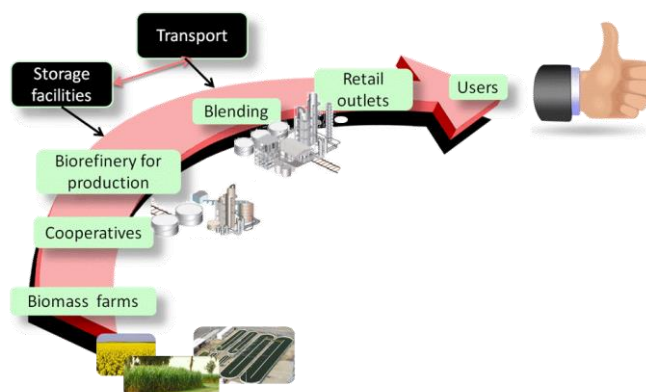 Transport
Storage
facilities
Retail
outlets
Users
Blending
Biorefinery for
production
Cooperatives
Biomass farms